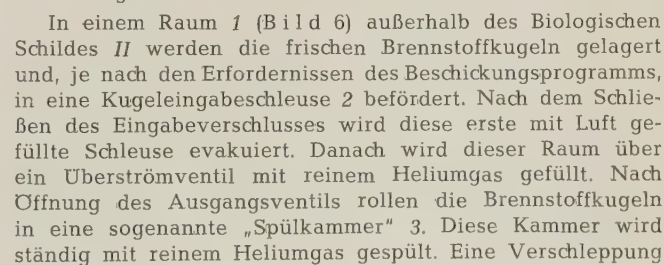 In einem Raum 1 (Bild 6) außerhalb des Biologischen
Schildes II werden die frischen Brennstoffkugeln gelagert
und, je nach den Erfordernissen des Beschickungsprogramms,
in eine Kugeleingabeschleuse 2 befördert. Nach dem Schlie-
ßen des Eingabeverschlusses wird diese erste mit Luft ge-
füllte Schleuse evakuiert. Danach wird dieser Raum über
ein Überströmventil mit reinem Heliumgas gefüllt. Nach
Öffnung des Ausgangsventils rollen die Brennstoffkugeln
in eine sogenannte „Spülkammer" 3. Diese Kammer wird
ständig mit reinem Heliumgas gespült. Eine Verschleppung